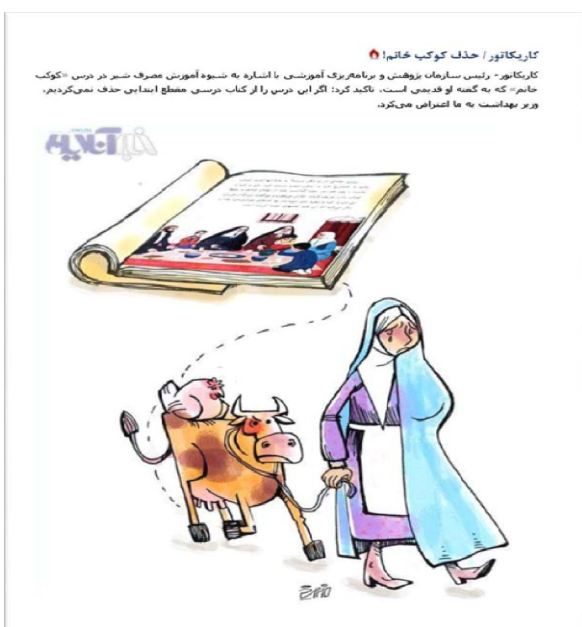 کاریکاتور / حذف کوکب خانم!
کاریکاتور - رئیس سازمان پژوهش و برنامه‌ریزی آموزشی با اشاره به شیوه آموزش مصرف شیر در درس «کوکب
خانم» که به گفته او قدیمی است، تاکید کرد: اگر این درس را از کتاب درسی مقطع ابتدایی حذف نمی‌کردیم،
وزیر بهداشت به ما اعتراض می‌کرد.
خبرآنلاین